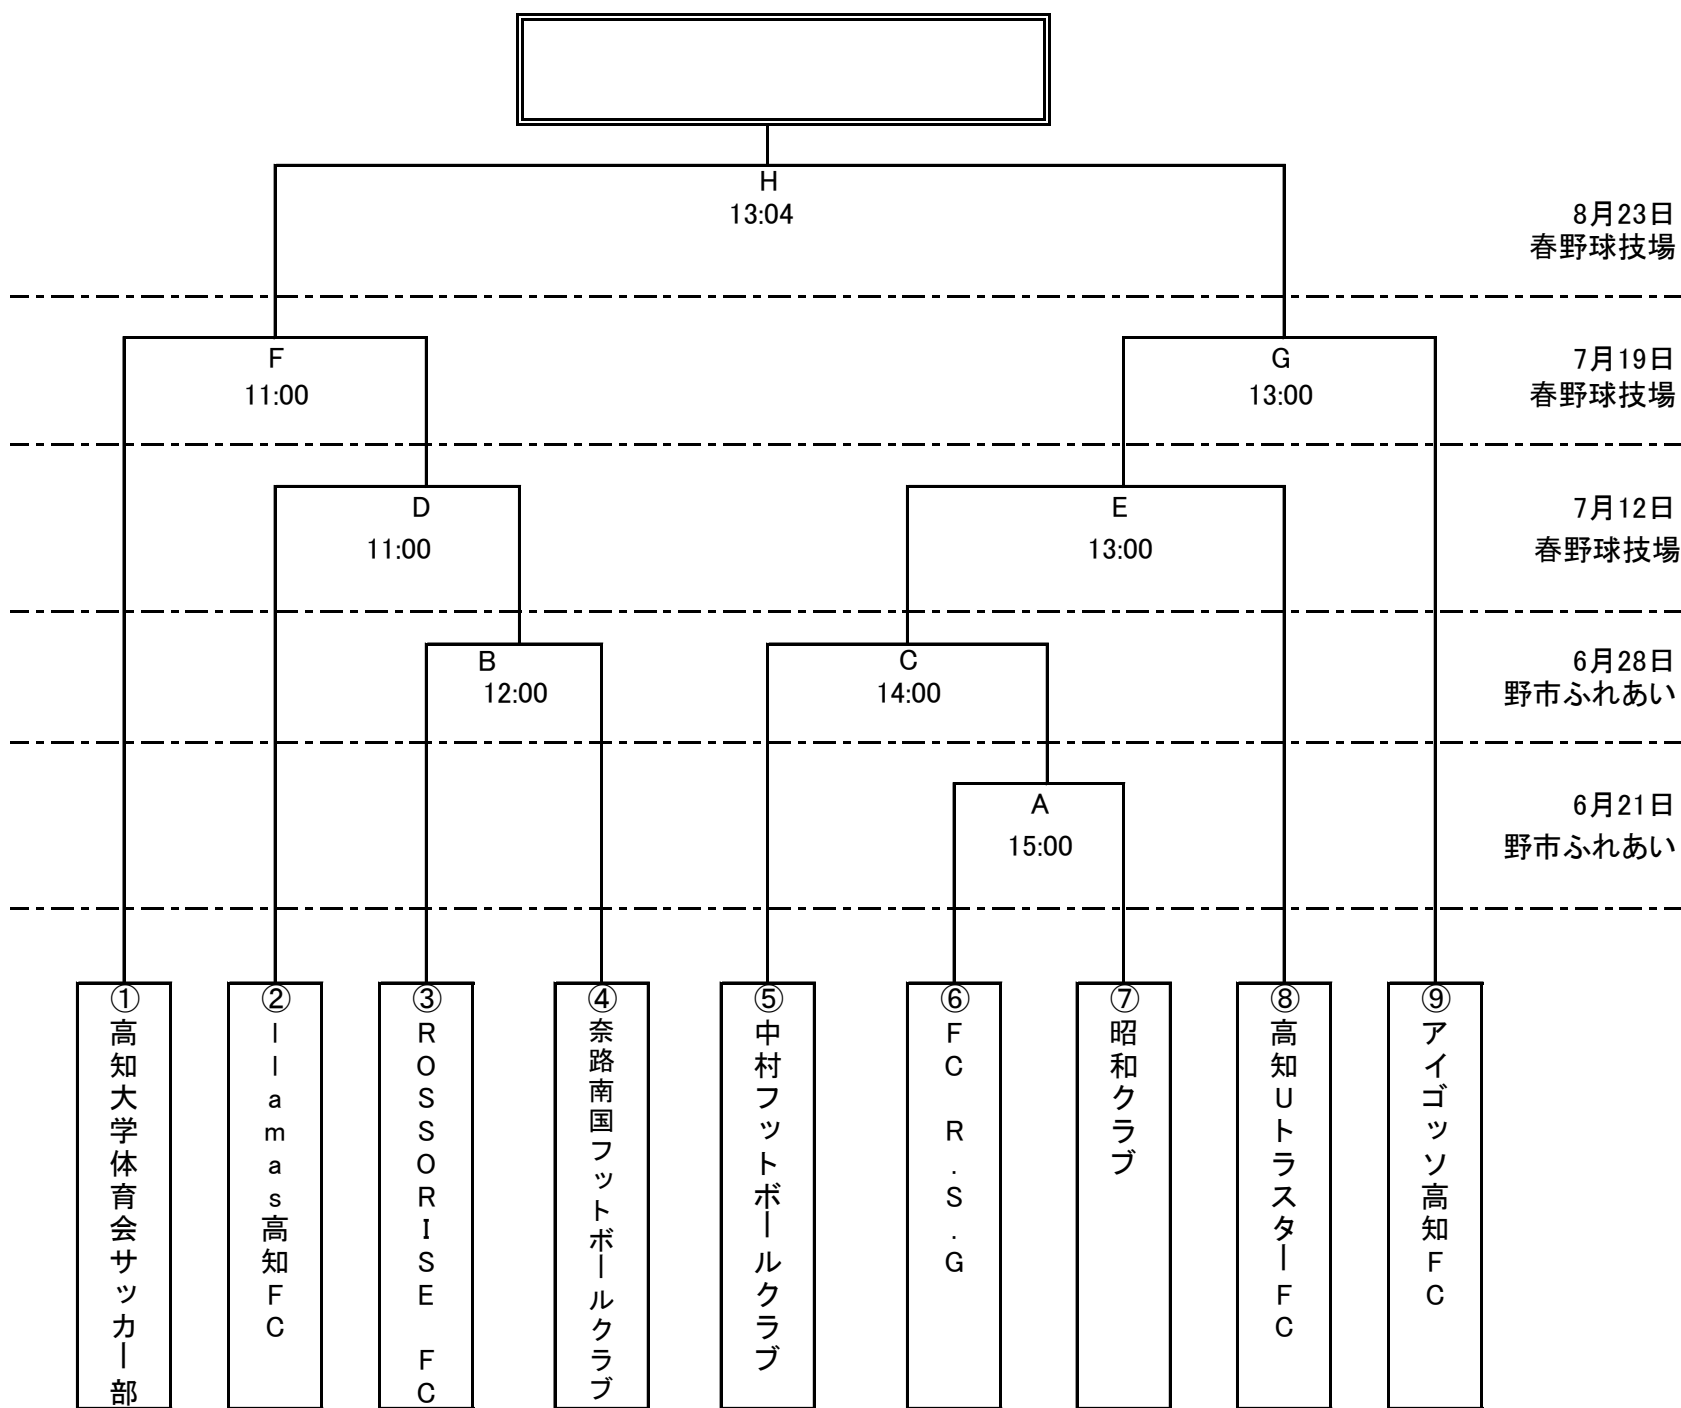 H
13:04
8月23日
春野球技場
F
11:00
G
13:00
7月19日
春野球技場
D
11:00
E
13:00
7月12日
春野球技場
B
12:00
C
14:00
6月28日
野市ふれあい
A
15:00
6月21日
野市ふれあい
①高知大学体育会サッカー部
②llamas高知FC
③ROSSORISE FC
④奈路南国フットボールクラブ
⑤中村フットボールクラブ
⑥FC R.S.G
⑦昭和クラブ
⑧高知UトラスターFC
⑨アイゴッソ高知FC